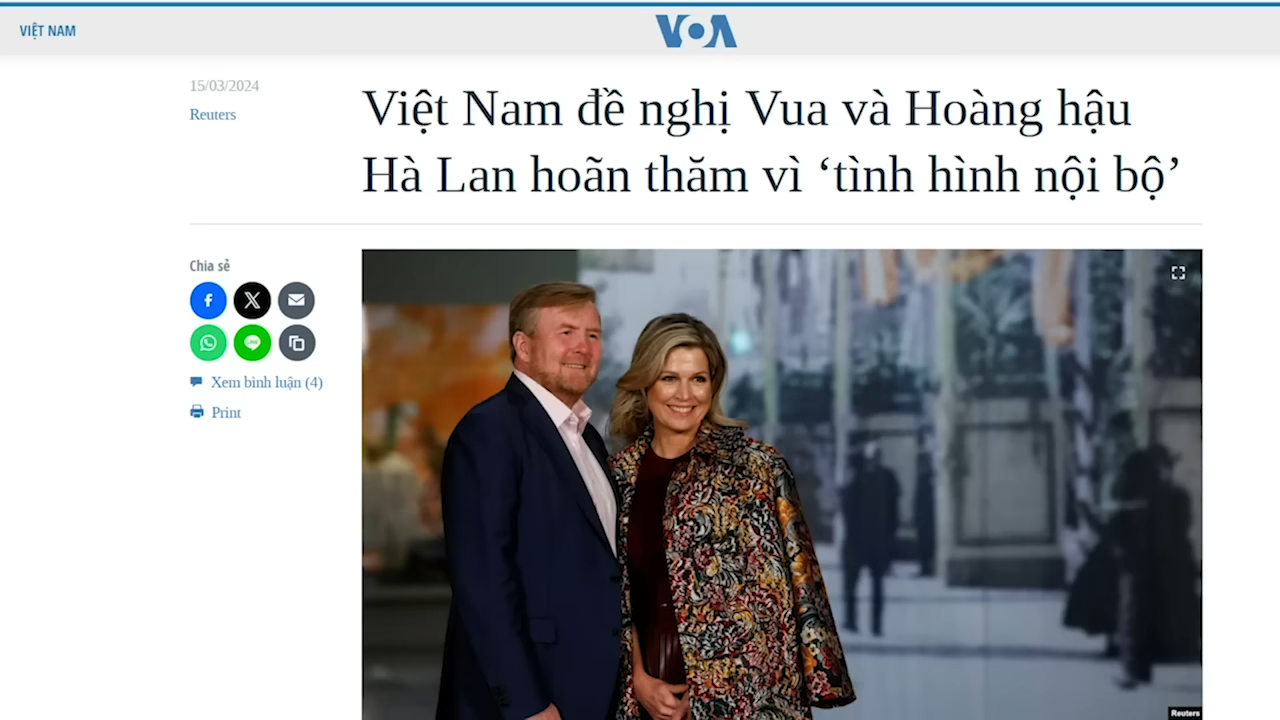 VIỆT NAM
VOA
15/03/2024
Reuters
Việt Nam đề nghị Vua và Hoàng hậu
Hà Lan hoãn thăm vì ‘tình hình nội bộ’
Chia sẻ
LINE
Xem bình luận (4)
Print
Reuters